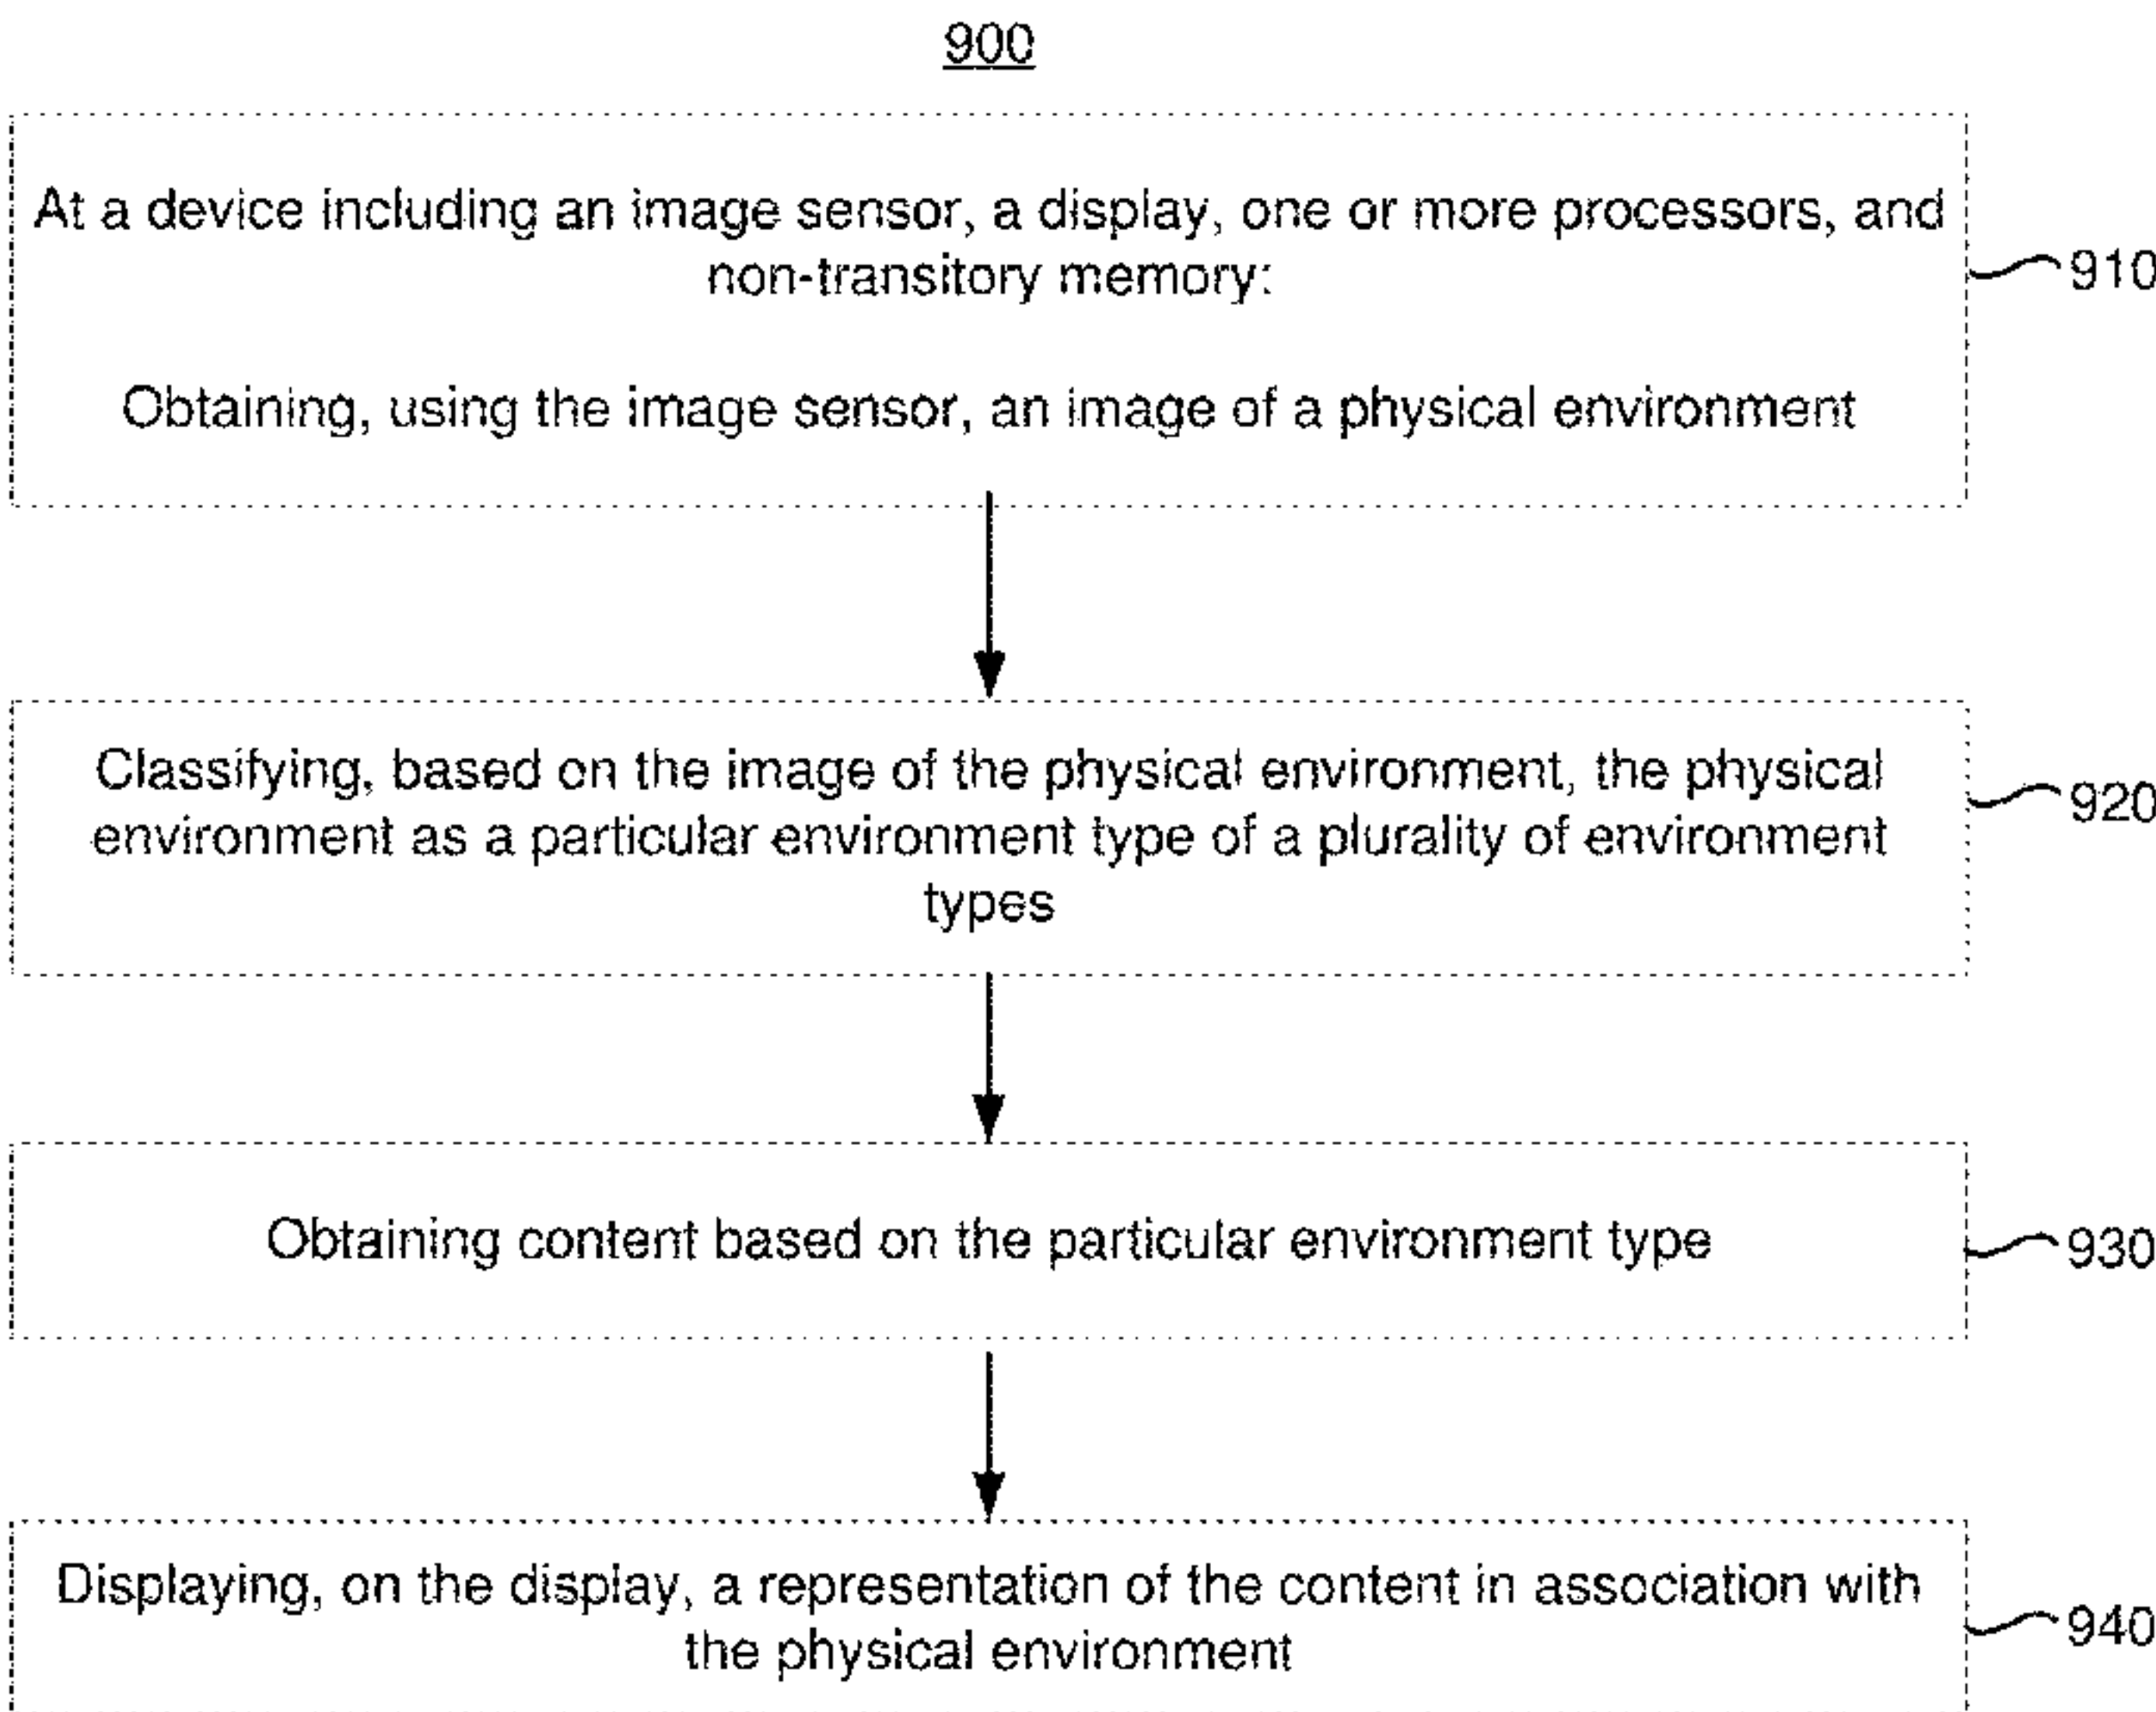 900
At a device including an image sensor, a display, one or more processors, and
non-transitory memory:
910
Obtaining, using the image sensor, an image of a physical environment
Classifying, based on the image of the physical environment, the physical
920
environment as a particular environment type of a plurality of environment
types
Obtaining content based on the particular environment type
930
Displaying, on the display, a representation of the content in association with
940
the physical environment